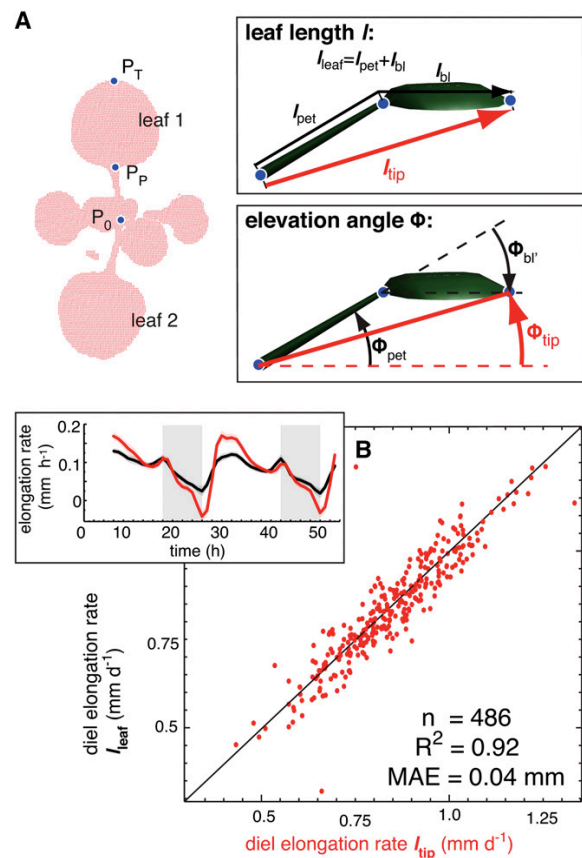 A
P_T
leaf 1
P_P
P_0
leaf 2
leaf length l:
l_leaf=l_pet+l_bl
l_bl
l_pet
l_tip
elevation angle Φ:
Φ_bl'
Φ_pet
Φ_tip
B
elongation rate
(mm h⁻¹)
0.2
0.1
0
0 10 20 30 40 50
time (h)
diel elongation rate
l_leaf (mm d⁻¹)
0.75
0.5
n = 486
R² = 0.92
MAE = 0.04 mm
0.5 0.75 1.0 1.25
diel elongation rate l_tip (mm d⁻¹)